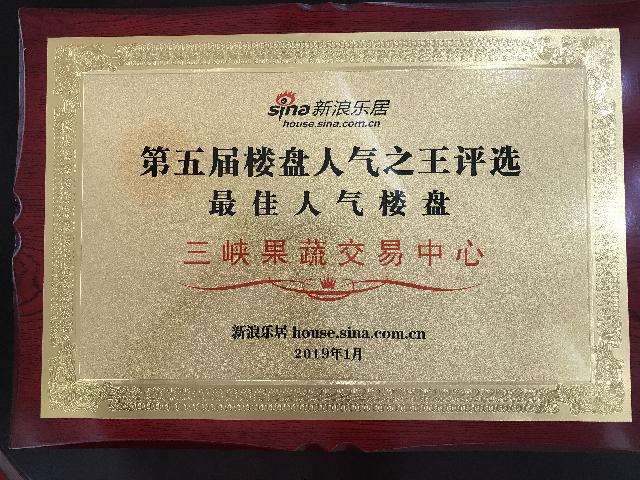 sina新浪乐居
house.sina.com.cn
第五届楼盘人气之王评选
最佳人气楼盘
三峡果蔬交易中心
新浪乐居 house.sina.com.cn
2019年1月